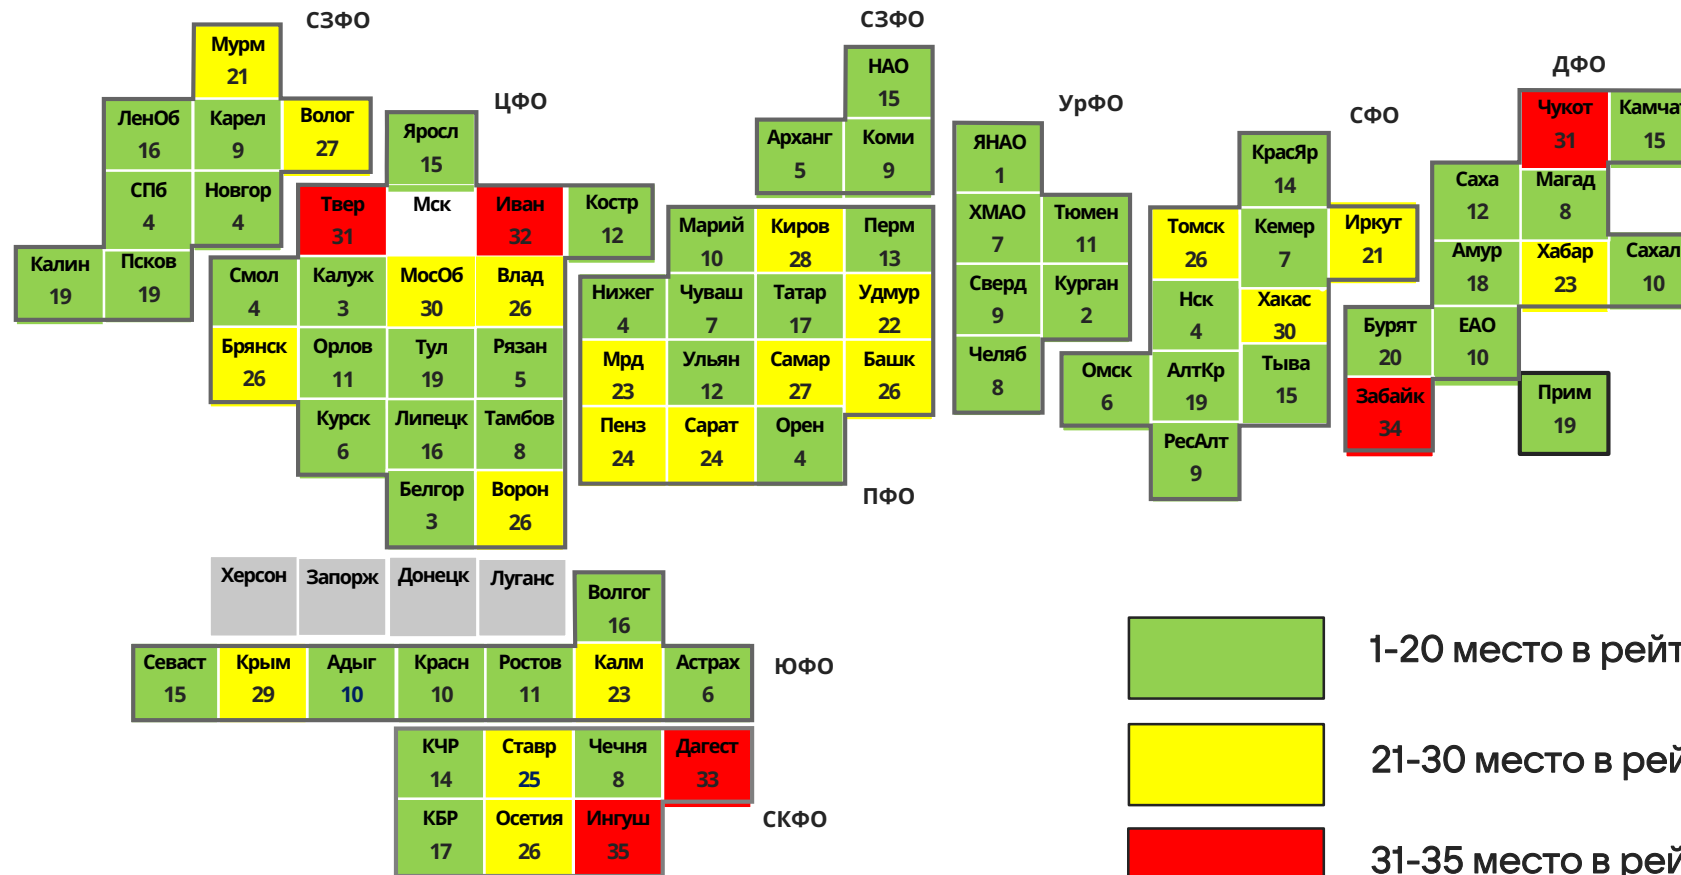 СЗФО
Мурм
21
ЛенОб
16
Карел
9
Волог
27
СПб
4
Новгор
4
Калин
19
Псков
19
ЦФО
Яросл
15
Твер
31
Мск
Иван
32
Костр
12
Смол
4
Калуж
3
МосОб
30
Влад
26
Брянск
26
Орлов
11
Тул
19
Рязан
5
Курск
6
Липецк
16
Тамбов
8
Белгор
3
Ворон
26
СЗФО
НАО
15
Арханг
5
Коми
9
Марий
10
Киров
28
Перм
13
Нижег
4
Чуваш
7
Татар
17
Удмур
22
Мрд
23
Ульян
12
Самар
27
Башк
26
Пенз
24
Сарат
24
Орен
4
ПФО
УрФО
ЯНАО
1
ХМАО
7
Тюмен
11
Сверд
9
Курган
2
Челяб
8
СФО
КрасЯр
14
Томск
26
Кемер
7
Иркут
21
Нск
4
Хакас
30
Омск
6
АлтКр
19
Тыва
15
РесАлт
9
ДФО
Чукот
31
Камчат
15
Саха
12
Магад
8
Амур
18
Хабар
23
Сахал
10
Бурят
20
ЕАО
10
Забайк
34
Прим
19
Херсон
Запорж
Донецк
Луганс
Волгог
16
Севаст
15
Крым
29
Адыг
10
Красн
10
Ростов
11
Калм
23
Астрах
6
ЮФО
КЧР
14
Ставр
25
Чечня
8
Дагест
33
КБР
17
Осетия
26
Ингуш
35
СКФО
1-20 место в рейт
21-30 место в рей
31-35 место в рей